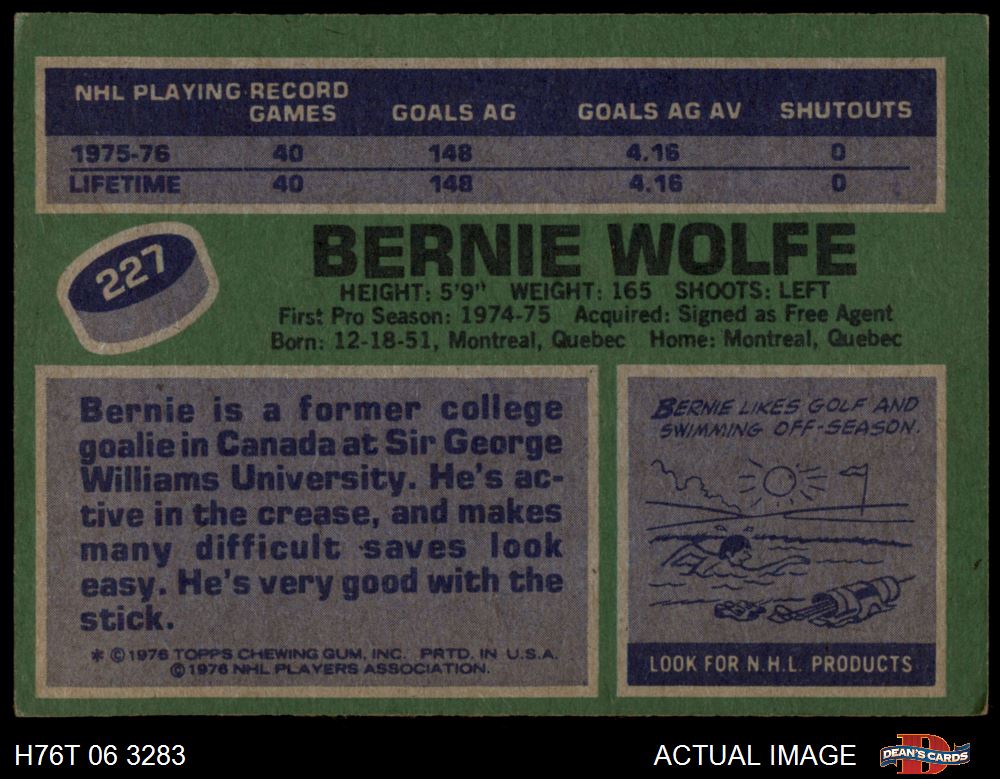 NHL PLAYING RECORD
GAMES GOALS AG GOALS AG AV SHUTOUTS
1975-76 40 148 4.16 0
LIFETIME 40 148 4.16 0
227
BERNIE WOLFE
HEIGHT: 5'9" WEIGHT: 165 SHOOTS: LEFT
First Pro Season: 1974-75 Acquired: Signed as Free Agent
Born: 12-18-51, Montreal, Quebec Home: Montreal, Quebec
Bernie is a former college
goalie in Canada at Sir George
Williams University. He's ac-
tive in the crease, and makes
many difficult saves look
easy. He's very good with the
stick.
* © 1976 TOPPS CHEWING GUM, INC. PRTD. IN U.S.A.
© 1976 NHL PLAYERS ASSOCIATION.
BERNIE LIKES GOLF AND
SWIMMING OFF-SEASON.
LOOK FOR N.H.L. PRODUCTS
H76T 06 3283
ACTUAL IMAGE
DEAN'S CARDS